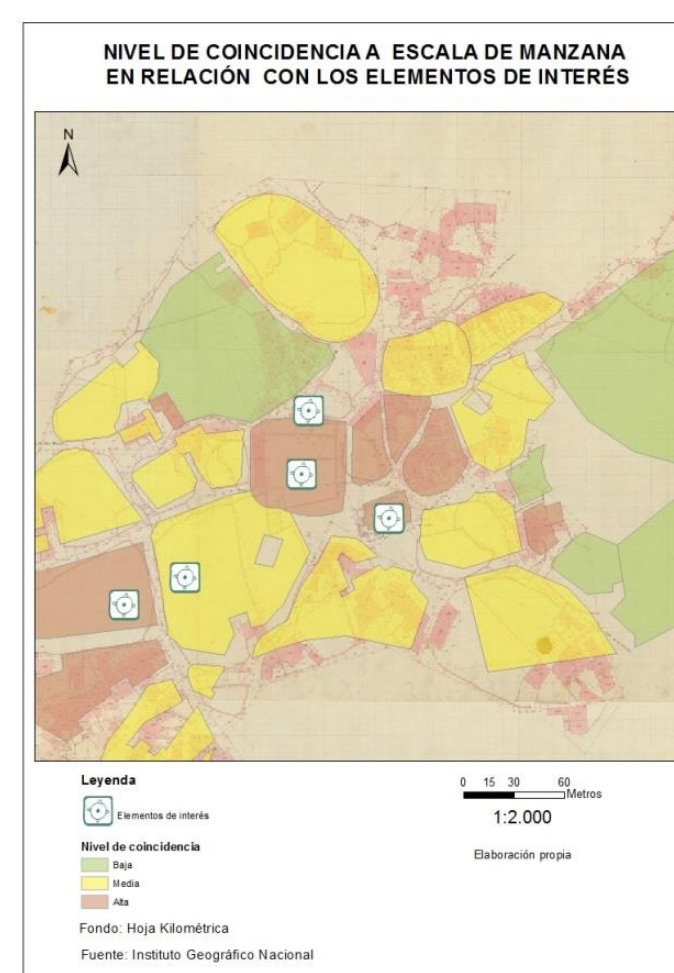 NIVEL DE COINCIDENCIA A ESCALA DE MANZANA
EN RELACIÓN CON LOS ELEMENTOS DE INTERÉS
N
Leyenda
Elementos de interés
Nivel de coincidencia
Baja
Media
Alta
Fondo: Hoja Kilométrica
Fuente: Instituto Geográfico Nacional
0 15 30 60
Metros
1:2.000
Elaboración propia